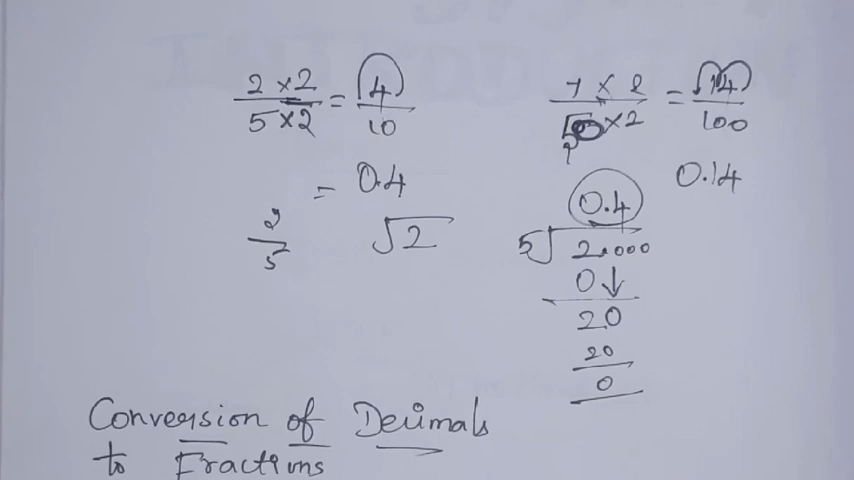 2 × 2 / 5 × 2 = 4 / 10
= 0.4
2 / 5
√2
7 × 2 / 50 × 2 = 14 / 100
0.14
0.4
5 √ 2.000
0↓
20
20
0
Conversion of Decimals
to Fractions